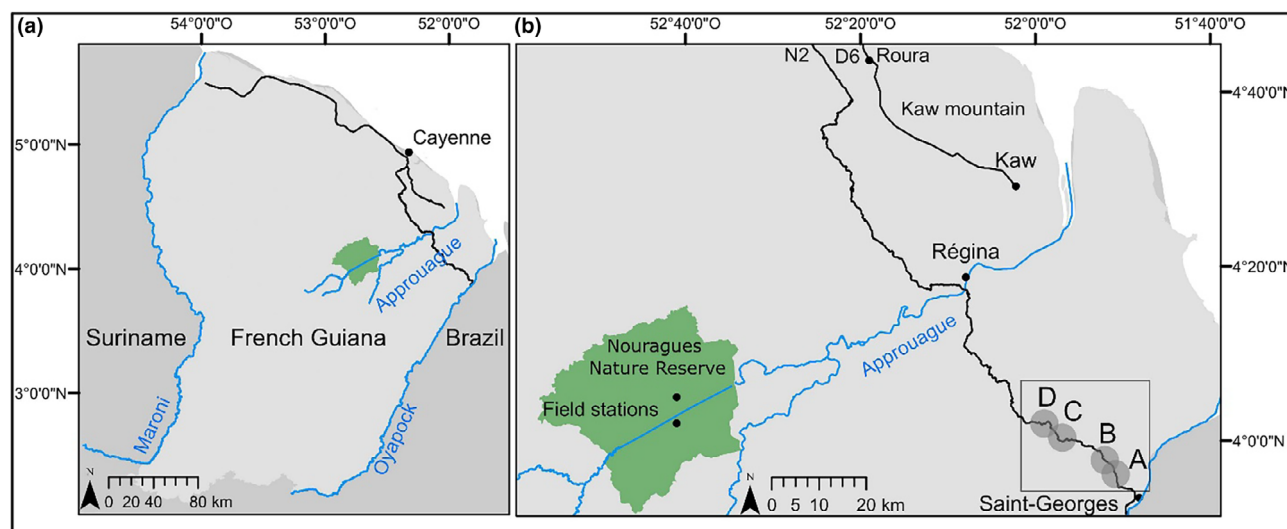 (a)
54°0'0"O
53°0'0"O
52°0'0"O
5°0'0"N
4°0'0"N
3°0'0"N
Cayenne
Approuague
Suriname
French Guiana
Brazil
Maroni
Oyapock
N
0 20 40 80 km
(b)
52°40'0"O
52°20'0"O
52°0'0"O
51°40'0"O
4°40'0"N
4°20'0"N
4°0'0"N
N2
D6
Roura
Kaw mountain
Kaw
Régina
Approuague
Nouragues
Nature Reserve
Field stations
D
C
B
A
Saint-Georges
N
0 5 10 20 km